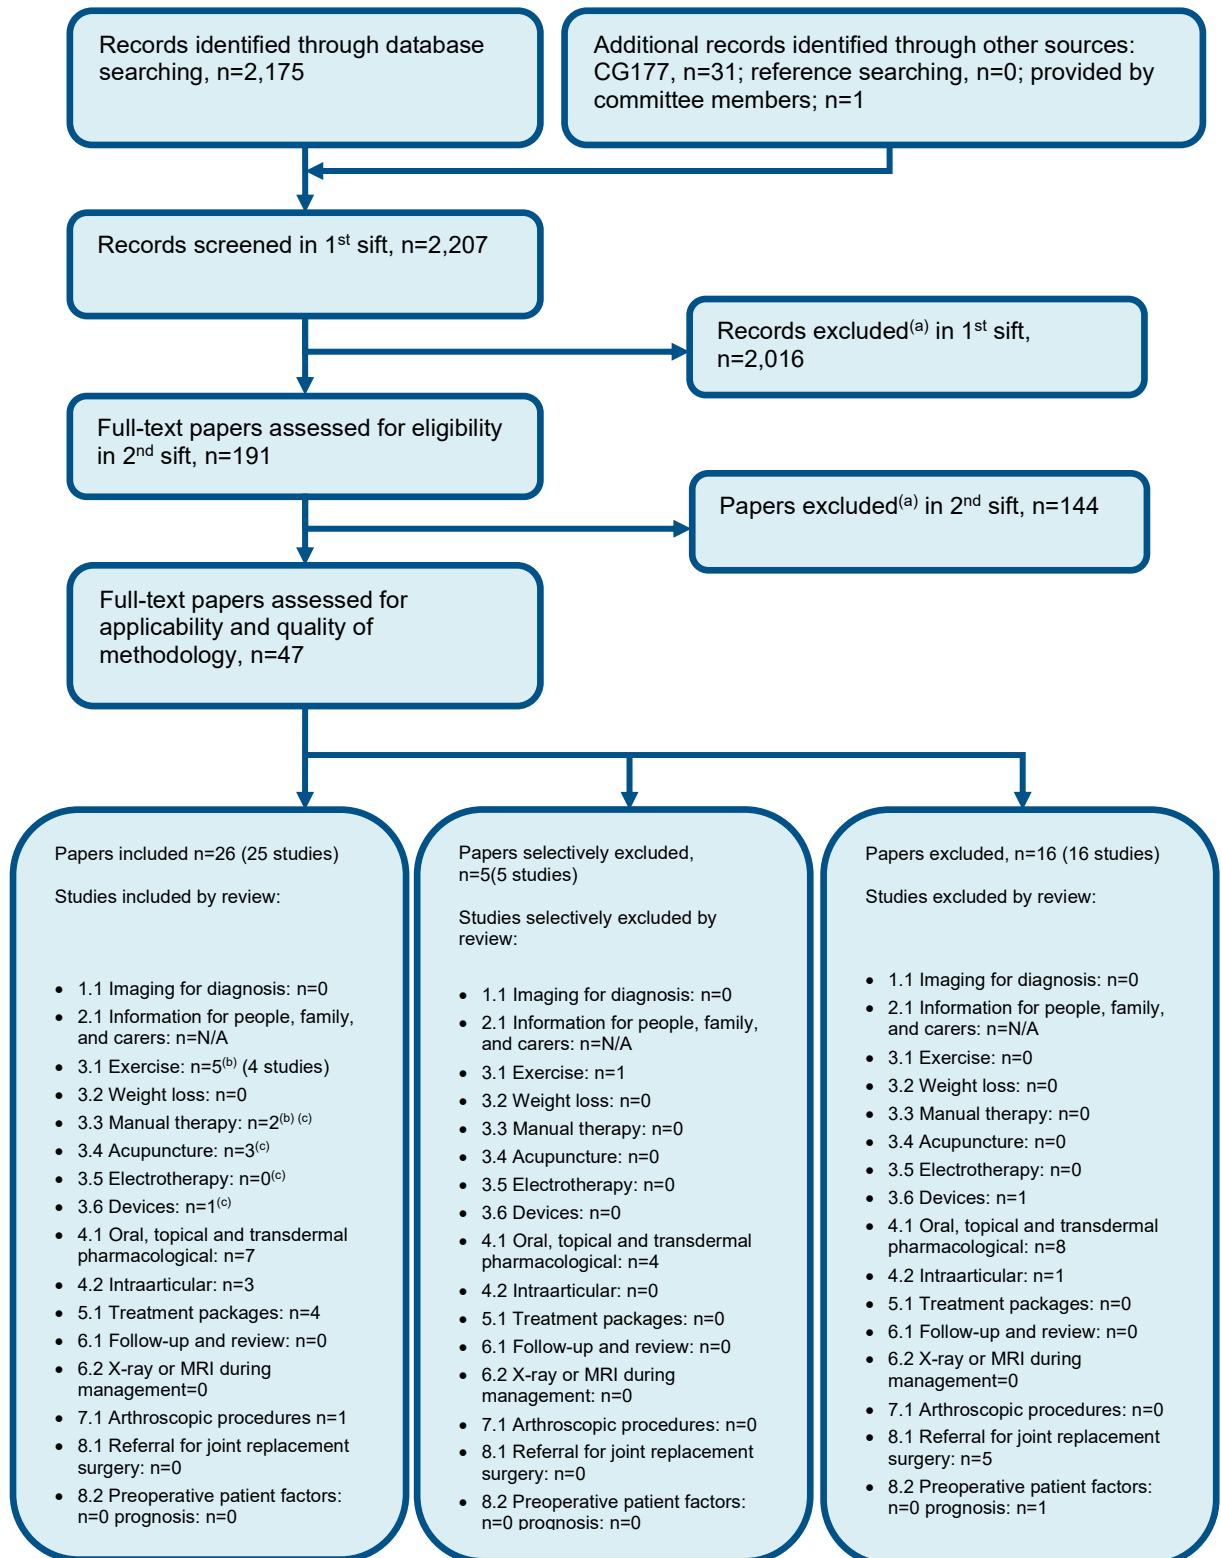 Records identified through database
searching, n=2,175
Additional records identified through other sources:
CG177, n=31; reference searching, n=0; provided by
committee members; n=1
Records screened in 1st sift, n=2,207
Records excluded(a) in 1st sift,
n=2,016
Full-text papers assessed for eligibility
in 2nd sift, n=191
Papers excluded(a) in 2nd sift, n=144
Full-text papers assessed for
applicability and quality of
methodology, n=47
Papers included n=26 (25 studies)
Studies included by review:
• 1.1 Imaging for diagnosis: n=0
• 2.1 Information for people, family,
and carers: n=N/A
• 3.1 Exercise: n=5(b) (4 studies)
• 3.2 Weight loss: n=0
• 3.3 Manual therapy: n=2(b) (c)
• 3.4 Acupuncture: n=3(c)
• 3.5 Electrotherapy: n=0(c)
• 3.6 Devices: n=1(c)
• 4.1 Oral, topical and transdermal
pharmacological: n=7
• 4.2 Intraarticular: n=3
• 5.1 Treatment packages: n=4
• 6.1 Follow-up and review: n=0
• 6.2 X-ray or MRI during
management=0
• 7.1 Arthroscopic procedures n=1
• 8.1 Referral for joint replacement
surgery: n=0
• 8.2 Preoperative patient factors:
n=0 prognosis: n=0
Papers selectively excluded,
n=5(5 studies)
Studies selectively excluded by
review:
• 1.1 Imaging for diagnosis: n=0
• 2.1 Information for people, family,
and carers: n=N/A
• 3.1 Exercise: n=1
• 3.2 Weight loss: n=0
• 3.3 Manual therapy: n=0
• 3.4 Acupuncture: n=0
• 3.5 Electrotherapy: n=0
• 3.6 Devices: n=0
• 4.1 Oral, topical and transdermal
pharmacological: n=4
• 4.2 Intraarticular: n=0
• 5.1 Treatment packages: n=0
• 6.1 Follow-up and review: n=0
• 6.2 X-ray or MRI during
management: n=0
• 7.1 Arthroscopic procedures: n=0
• 8.1 Referral for joint replacement
surgery: n=0
• 8.2 Preoperative patient factors:
n=0 prognosis: n=0
Papers excluded, n=16 (16 studies)
Studies excluded by review:
• 1.1 Imaging for diagnosis: n=0
• 2.1 Information for people, family,
and carers: n=N/A
• 3.1 Exercise: n=0
• 3.2 Weight loss: n=0
• 3.3 Manual therapy: n=0
• 3.4 Acupuncture: n=0
• 3.5 Electrotherapy: n=0
• 3.6 Devices: n=1
• 4.1 Oral, topical and transdermal
pharmacological: n=8
• 4.2 Intraarticular: n=1
• 5.1 Treatment packages: n=0
• 6.1 Follow-up and review: n=0
• 6.2 X-ray or MRI during
management=0
• 7.1 Arthroscopic procedures: n=0
• 8.1 Referral for joint replacement
surgery: n=5
• 8.2 Preoperative patient factors:
n=0 prognosis: n=1